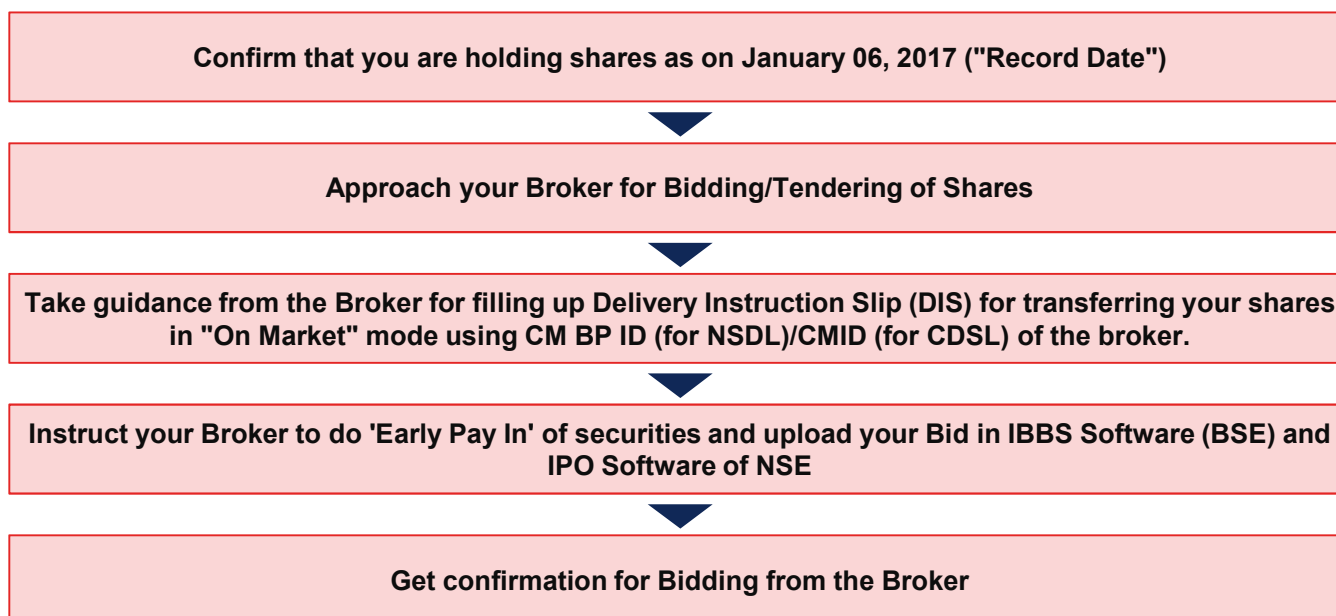 Confirm that you are holding shares as on January 06, 2017 ("Record Date")
Approach your Broker for Bidding/Tendering of Shares
Take guidance from the Broker for filling up Delivery Instruction Slip (DIS) for transferring your shares
in "On Market" mode using CM BP ID (for NSDL)/CMID (for CDSL) of the broker.
Instruct your Broker to do 'Early Pay In' of securities and upload your Bid in IBBS Software (BSE) and
IPO Software of NSE
Get confirmation for Bidding from the Broker